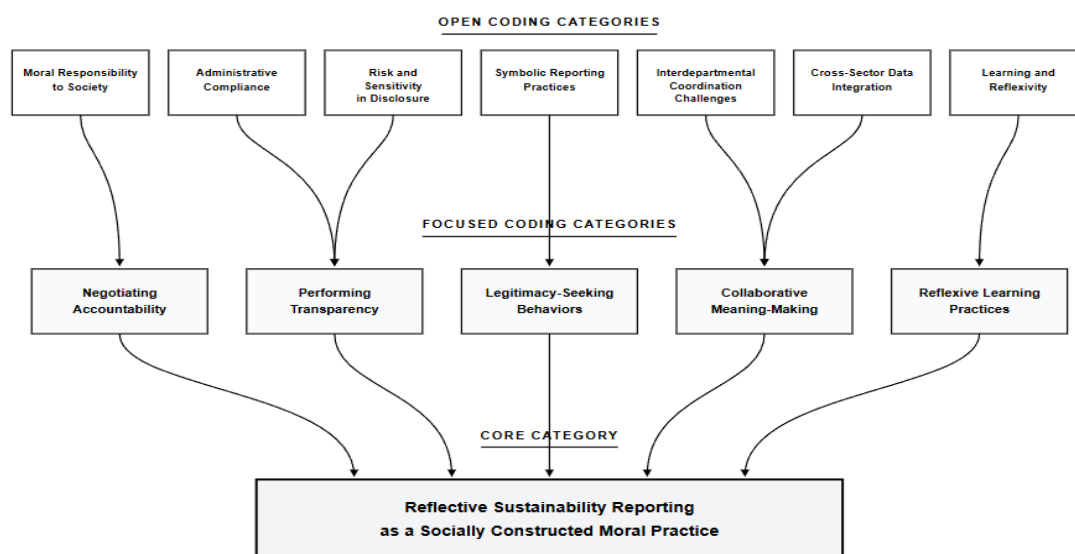 OPEN CODING CATEGORIES
Moral Responsibility
to Society
Administrative
Compliance
Risk and
Sensitivity
in Disclosure
Symbolic Reporting
Practices
Interdepartmental
Coordination
Challenges
Cross-Sector Data
Integration
Learning and
Reflexivity
FOCUSED CODING CATEGORIES
Negotiating
Accountability
Performing
Transparency
Legitimacy-Seeking
Behaviors
Collaborative
Meaning-Making
Reflexive Learning
Practices
CORE CATEGORY
Reflective Sustainability Reporting
as a Socially Constructed Moral Practice